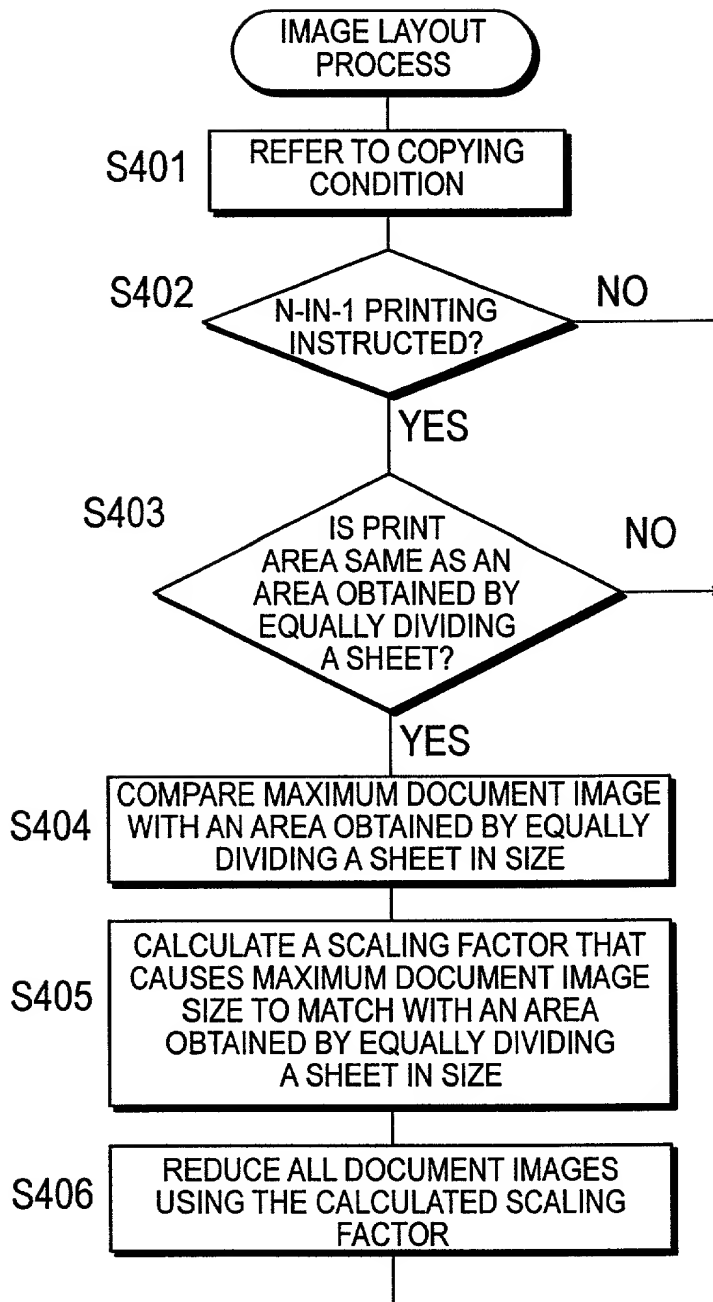 IMAGE LAYOUT
PROCESS
S401
REFER TO COPYING
CONDITION
S402
N-IN-1 PRINTING
INSTRUCTED?
NO
YES
S403
IS PRINT
AREA SAME AS AN
AREA OBTAINED BY
EQUALLY DIVIDING
A SHEET?
NO
YES
S404
COMPARE MAXIMUM DOCUMENT IMAGE
WITH AN AREA OBTAINED BY EQUALLY
DIVIDING A SHEET IN SIZE
S405
CALCULATE A SCALING FACTOR THAT
CAUSES MAXIMUM DOCUMENT IMAGE
SIZE TO MATCH WITH AN AREA
OBTAINED BY EQUALLY DIVIDING
A SHEET IN SIZE
S406
REDUCE ALL DOCUMENT IMAGES
USING THE CALCULATED SCALING
FACTOR